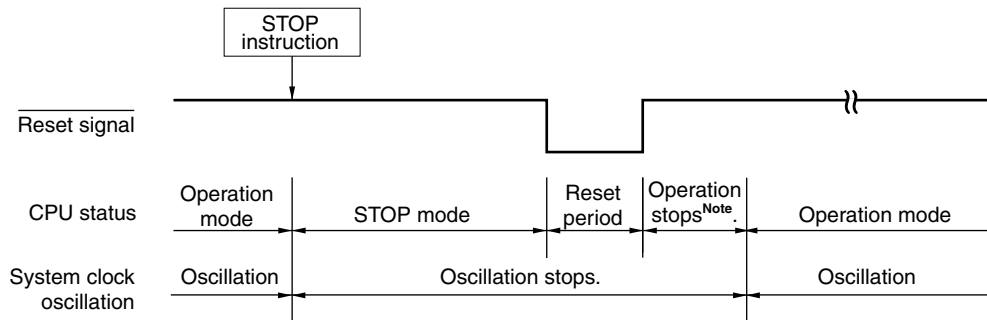 STOP
instruction
Reset signal
CPU status
Operation
mode
STOP mode
Reset
period
Operation
stopsNote.
Operation mode
System clock
oscillation
Oscillation
Oscillation stops.
Oscillation